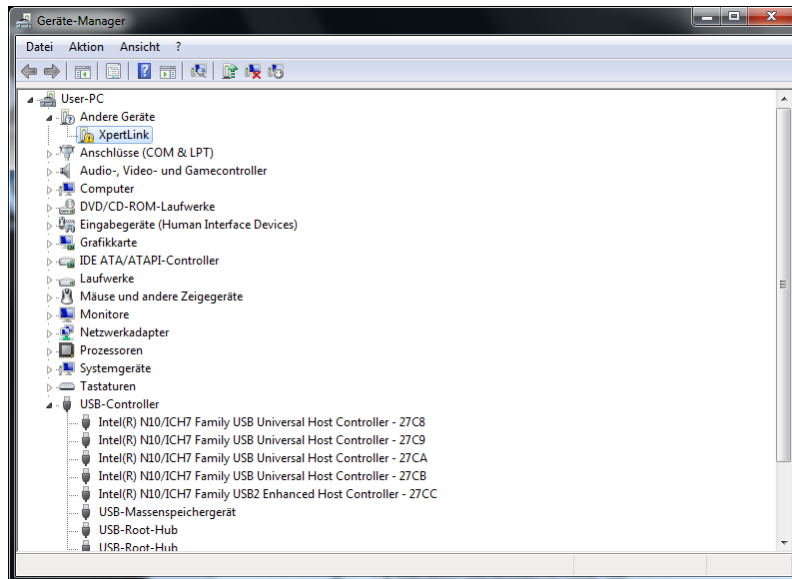 Geräte-Manager
Datei Aktion Ansicht ?
User-PC
Andere Geräte
XpertLink
Anschlüsse (COM & LPT)
Audio-, Video- und Gamecontroller
Computer
DVD/CD-ROM-Laufwerke
Eingabegeräte (Human Interface Devices)
Grafikkarte
IDE ATA/ATAPI-Controller
Laufwerke
Mäuse und andere Zeigegeräte
Monitore
Netzwerkadapter
Prozessoren
Systemgeräte
Tastaturen
USB-Controller
Intel(R) N10/ICH7 Family USB Universal Host Controller - 27C8
Intel(R) N10/ICH7 Family USB Universal Host Controller - 27C9
Intel(R) N10/ICH7 Family USB Universal Host Controller - 27CA
Intel(R) N10/ICH7 Family USB Universal Host Controller - 27CB
Intel(R) N10/ICH7 Family USB2 Enhanced Host Controller - 27CC
USB-Massenspeichergerät
USB-Root-Hub
USB-Root-Hub